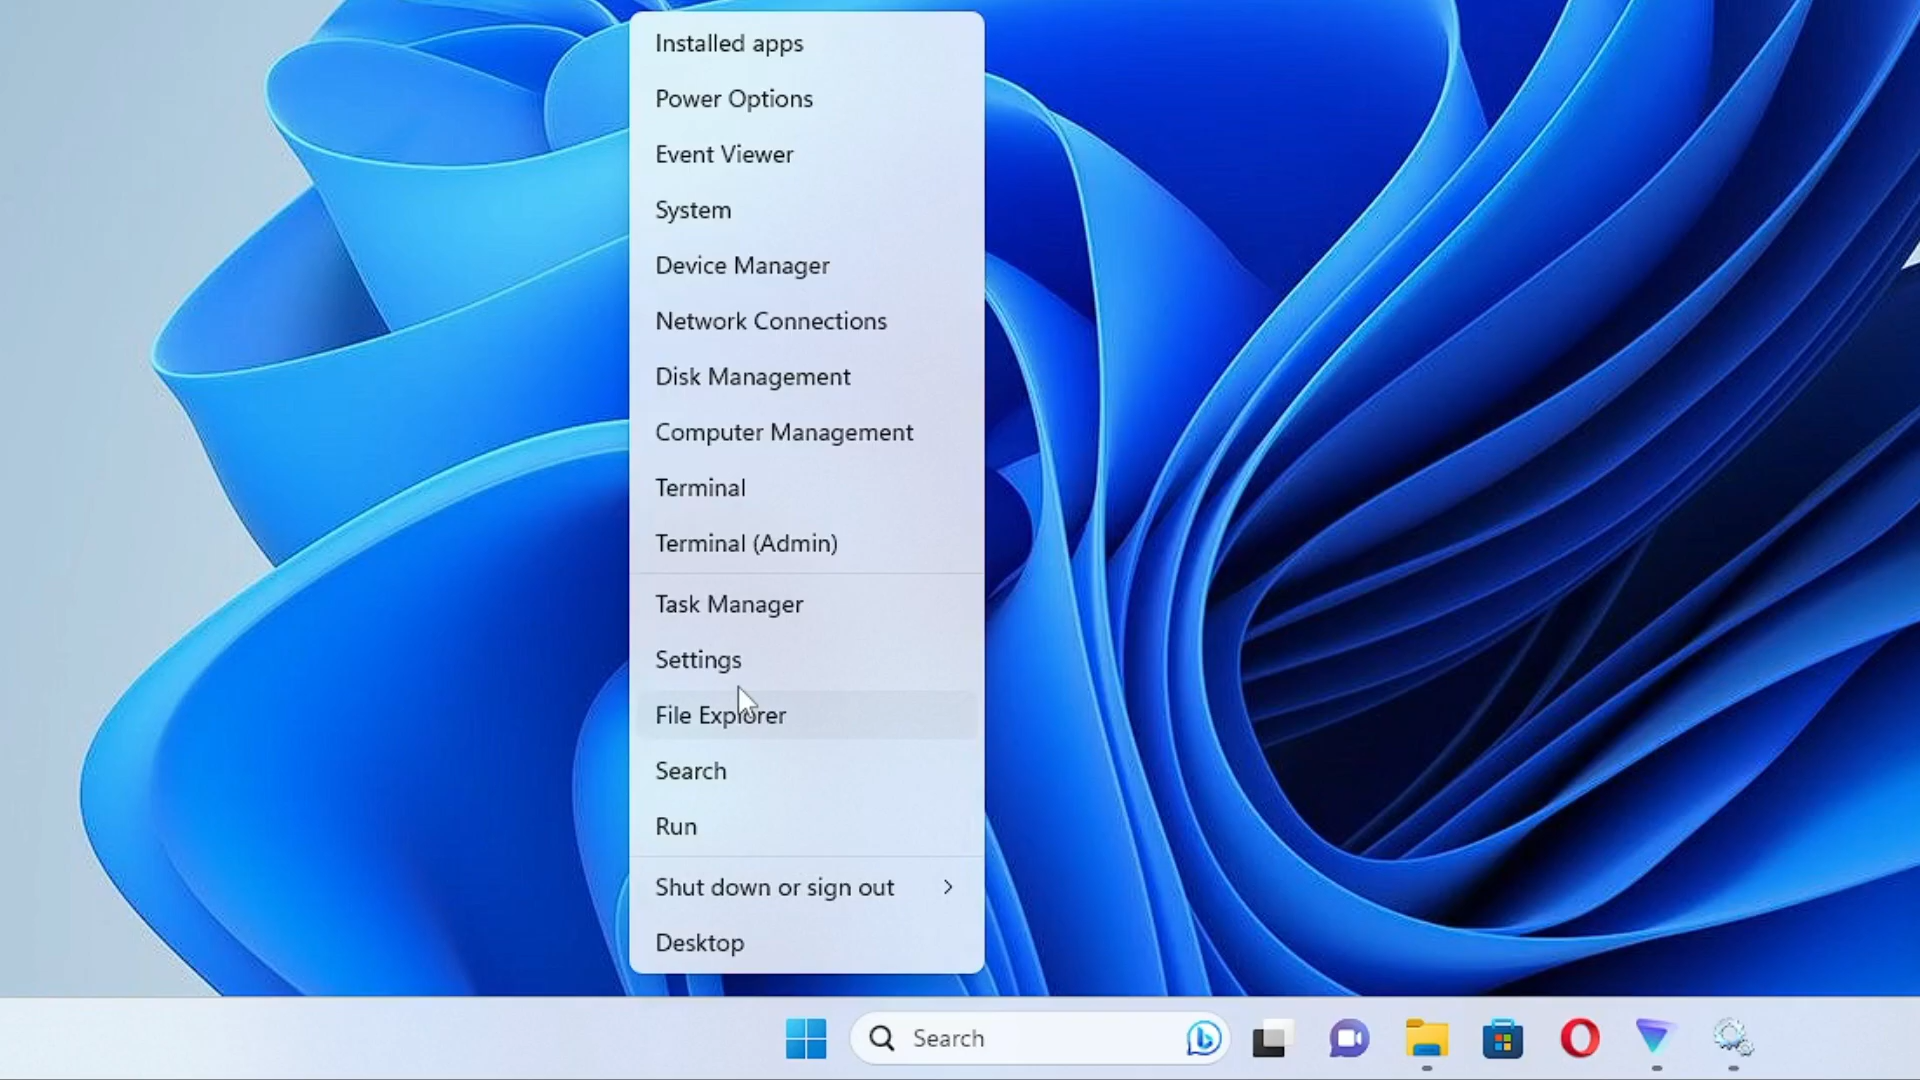 Installed apps
Power Options
Event Viewer
System
Device Manager
Network Connections
Disk Management
Computer Management
Terminal
Terminal (Admin)
Task Manager
Settings
File Explorer
Search
Run
Shut down or sign out
Desktop
Search